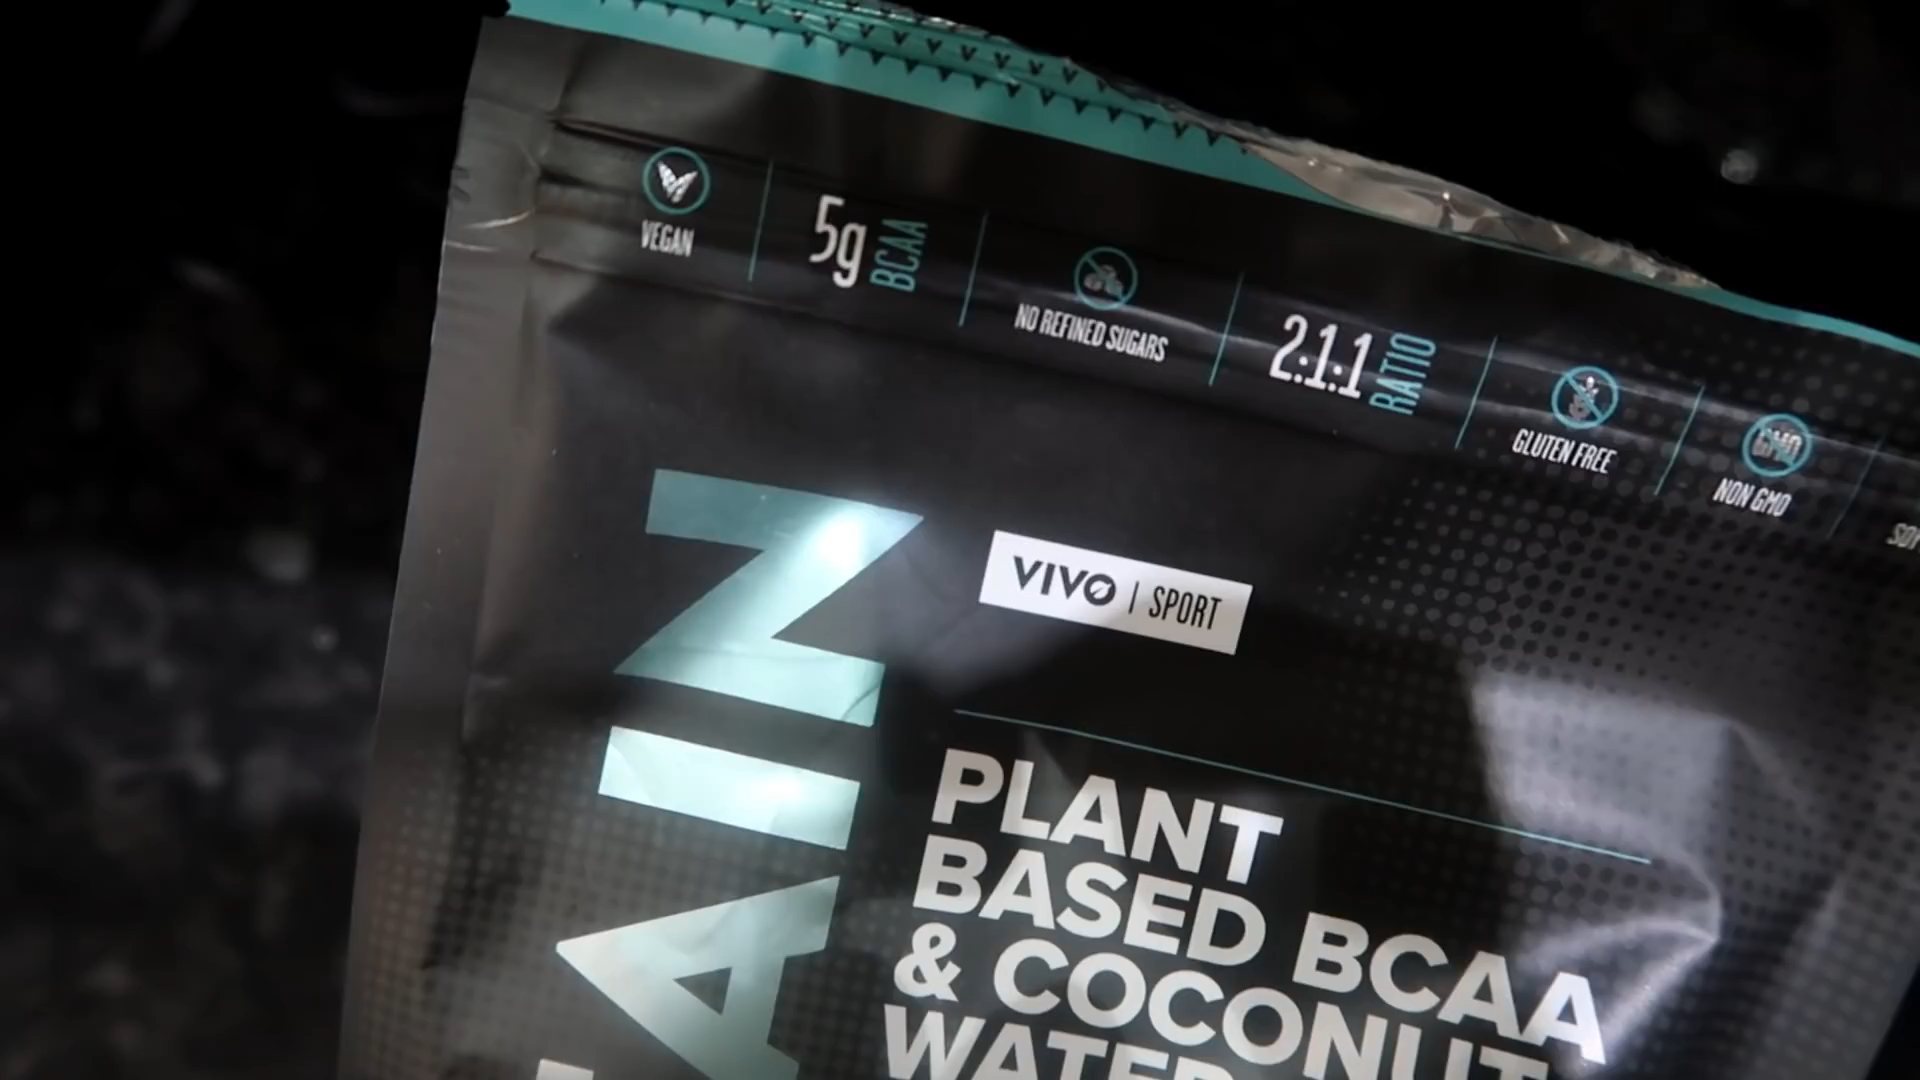 VEGAN
5g BCAA
NO REFINED SUGARS
2:1:1 RATIO
GLUTEN FREE
NON GMO
VIVO | SPORT
AIN
PLANT
BASED BCAA
& COCONUT
WATER